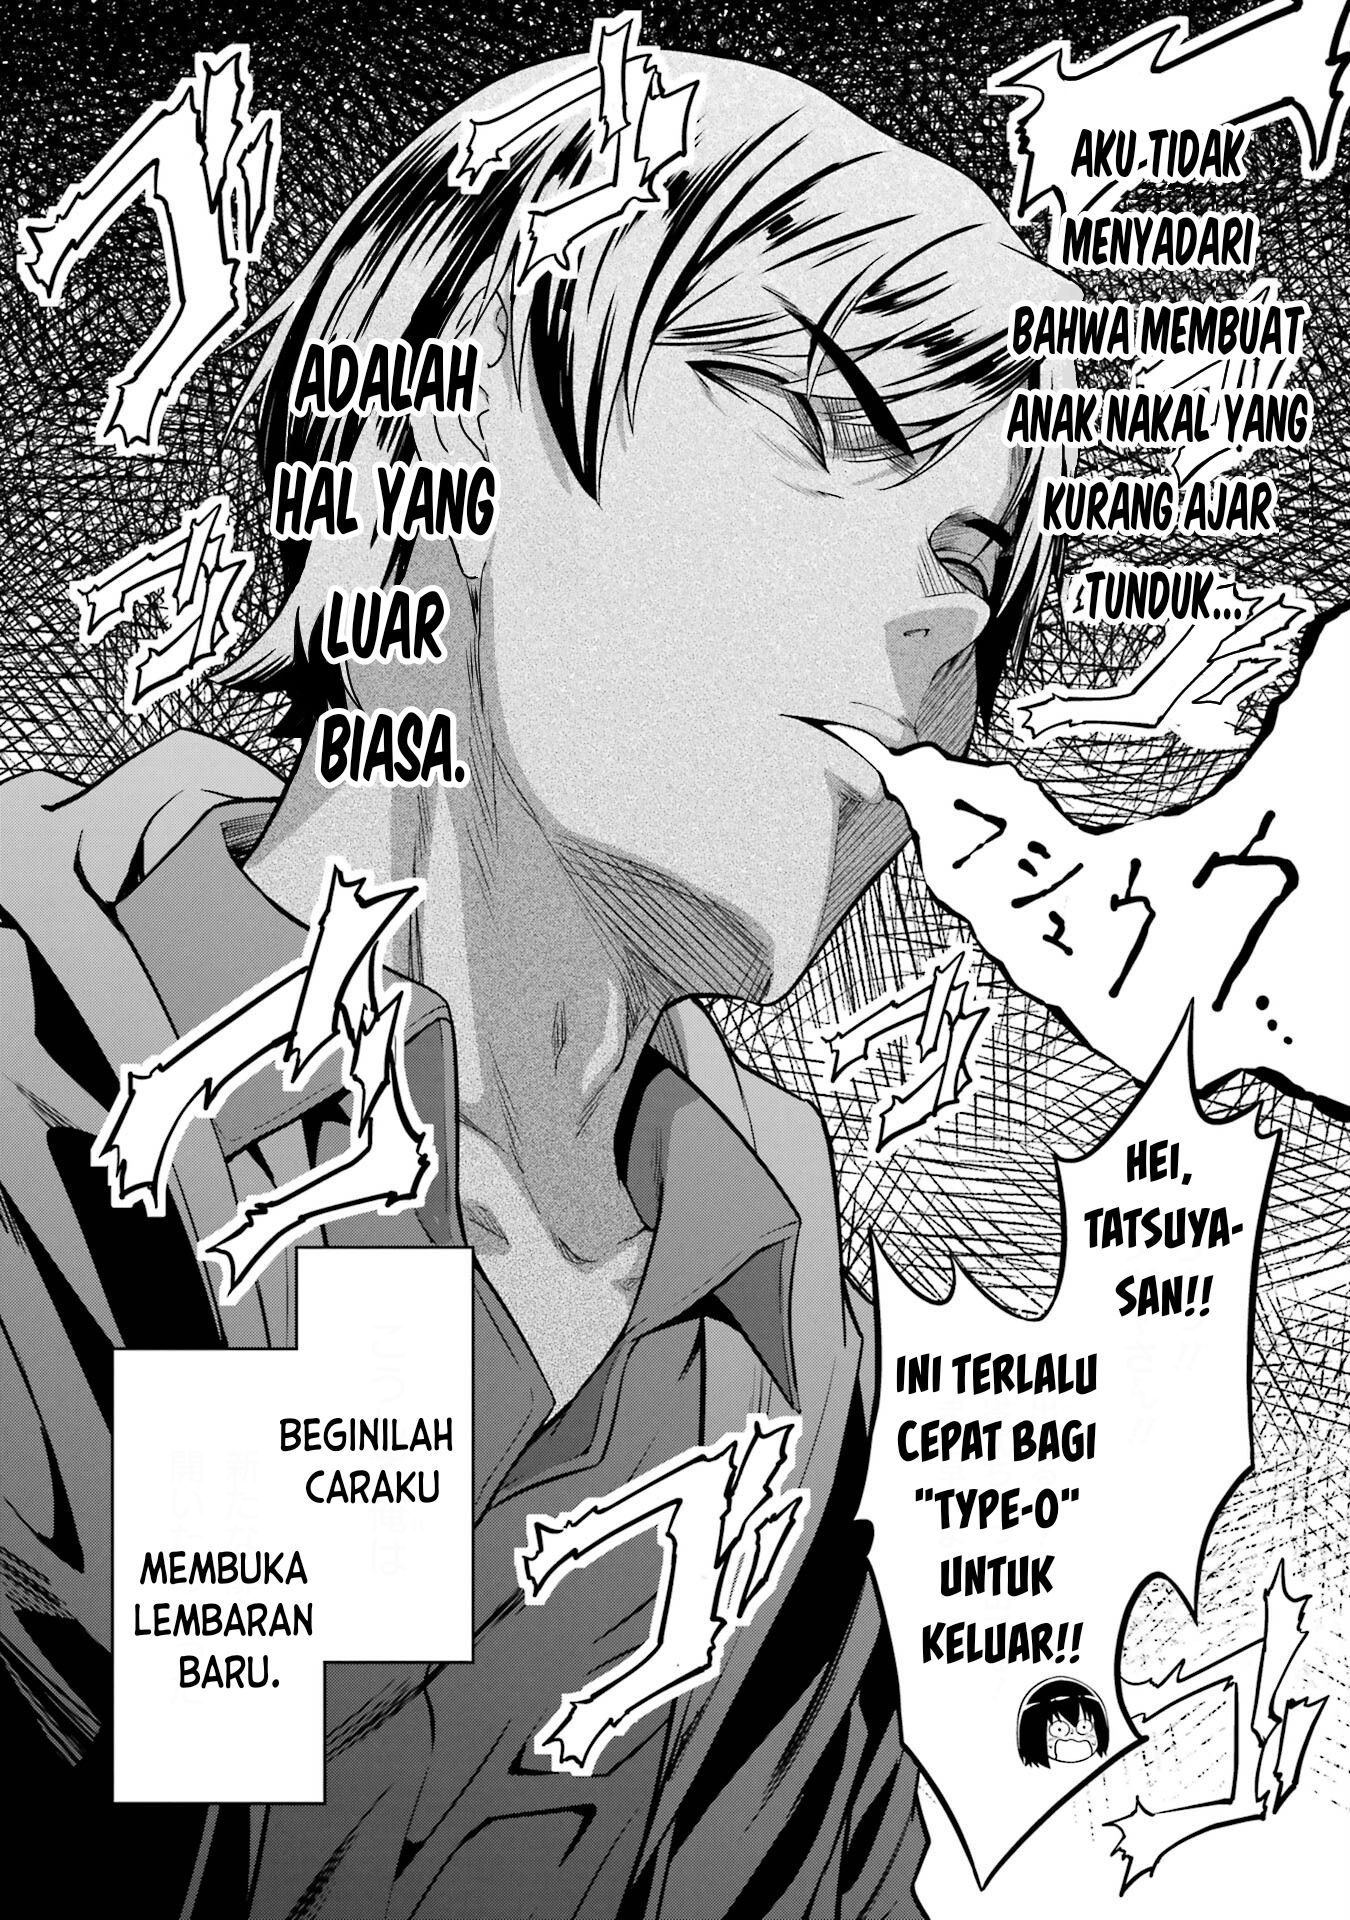 AKU TIDAK
MENYADARI
BAHWA MEMBUAT
ANAK NAKAL YANG
KURANG AJAR
TUNDUK...
ADALAH
HAL YANG
LUAR
BIASA.
フシュウウ...
HEI,
TATSUYA-
SAN!!
INI TERLALU
CEPAT BAGI
"TYPE-O"
UNTUK
KELUAR!!
BEGINILAH
CARAKU
MEMBUKA
LEMBARAN
BARU.